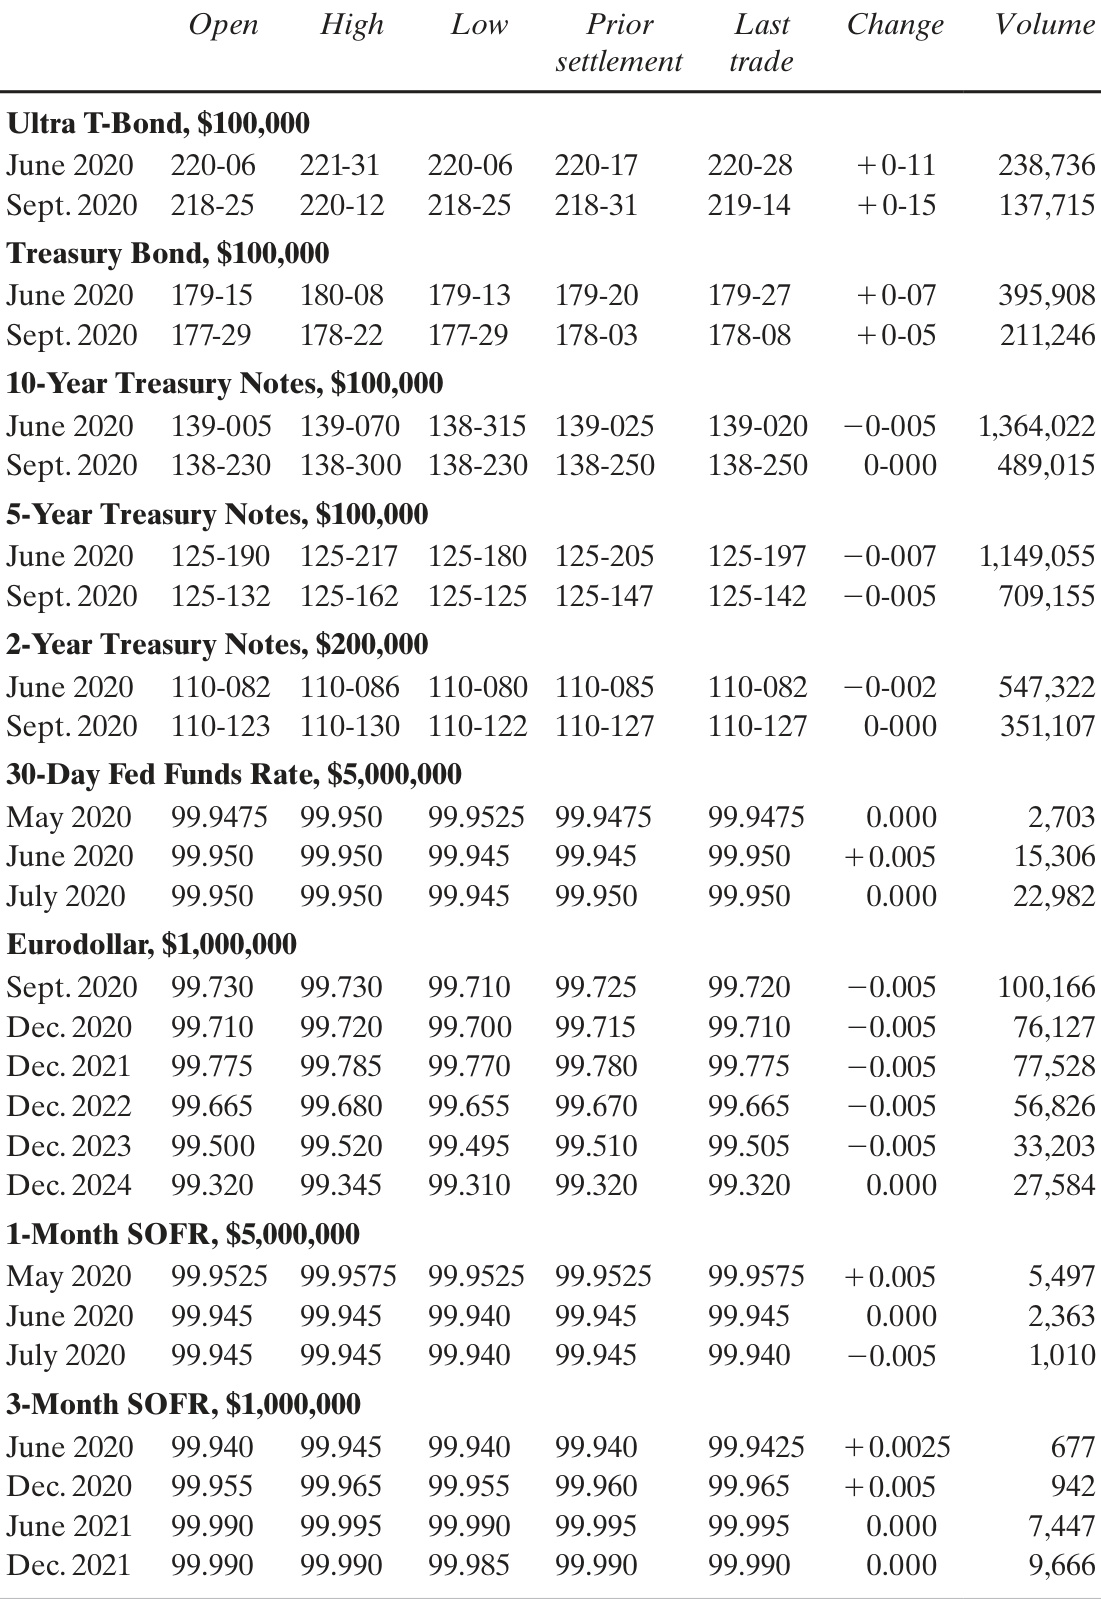 Open High Low Prior Last Change Volume
settlement trade
Ultra T-Bond, $100,000
June 2020 220-06 221-31 220-06 220-17 220-28 +0-11 238,736
Sept. 2020 218-25 220-12 218-25 218-31 219-14 +0-15 137,715
Treasury Bond, $100,000
June 2020 179-15 180-08 179-13 179-20 179-27 +0-07 395,908
Sept. 2020 177-29 178-22 177-29 178-03 178-08 +0-05 211,246
10-Year Treasury Notes, $100,000
June 2020 139-005 139-070 138-315 139-025 139-020 −0-005 1,364,022
Sept. 2020 138-230 138-300 138-230 138-250 138-250 0-000 489,015
5-Year Treasury Notes, $100,000
June 2020 125-190 125-217 125-180 125-205 125-197 −0-007 1,149,055
Sept. 2020 125-132 125-162 125-125 125-147 125-142 −0-005 709,155
2-Year Treasury Notes, $200,000
June 2020 110-082 110-086 110-080 110-085 110-082 −0-002 547,322
Sept. 2020 110-123 110-130 110-122 110-127 110-127 0-000 351,107
30-Day Fed Funds Rate, $5,000,000
May 2020 99.9475 99.950 99.9525 99.9475 99.9475 0.000 2,703
June 2020 99.950 99.950 99.945 99.945 99.950 +0.005 15,306
July 2020 99.950 99.950 99.945 99.950 99.950 0.000 22,982
Eurodollar, $1,000,000
Sept. 2020 99.730 99.730 99.710 99.725 99.720 −0.005 100,166
Dec. 2020 99.710 99.720 99.700 99.715 99.710 −0.005 76,127
Dec. 2021 99.775 99.785 99.770 99.780 99.775 −0.005 77,528
Dec. 2022 99.665 99.680 99.655 99.670 99.665 −0.005 56,826
Dec. 2023 99.500 99.520 99.495 99.510 99.505 −0.005 33,203
Dec. 2024 99.320 99.345 99.310 99.320 99.320 0.000 27,584
1-Month SOFR, $5,000,000
May 2020 99.9525 99.9575 99.9525 99.9525 99.9575 +0.005 5,497
June 2020 99.945 99.945 99.940 99.945 99.945 0.000 2,363
July 2020 99.945 99.945 99.940 99.945 99.940 −0.005 1,010
3-Month SOFR, $1,000,000
June 2020 99.940 99.945 99.940 99.940 99.9425 +0.0025 677
Dec. 2020 99.955 99.965 99.955 99.960 99.965 +0.005 942
June 2021 99.990 99.995 99.990 99.995 99.995 0.000 7,447
Dec. 2021 99.990 99.990 99.985 99.990 99.990 0.000 9,666